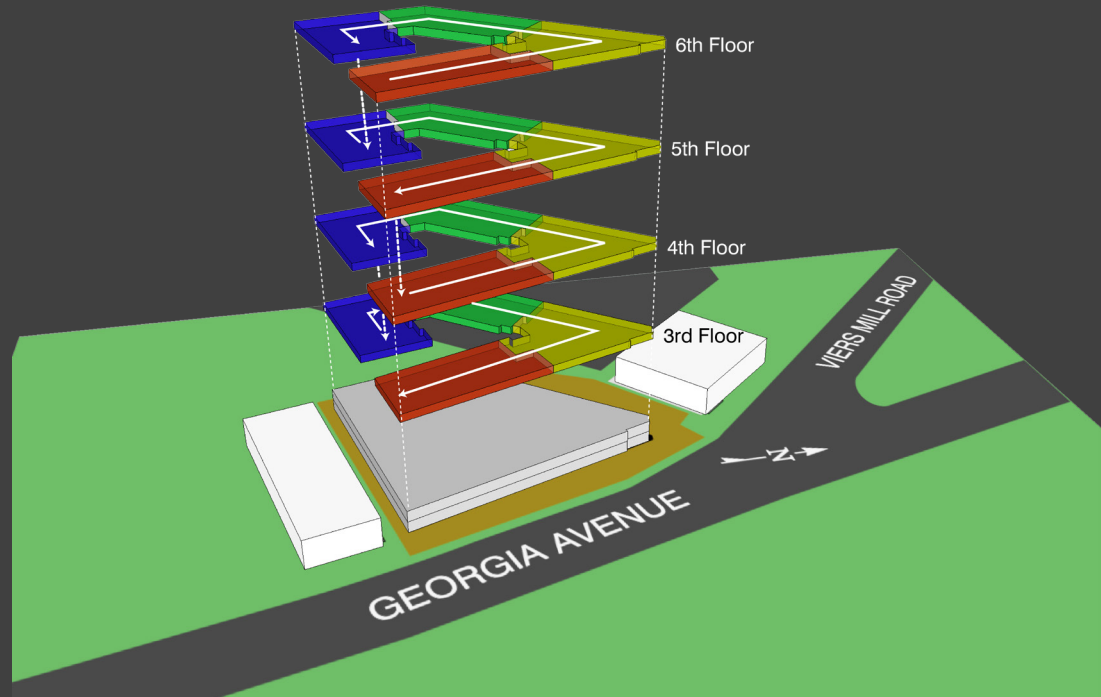 6th Floor
5th Floor
4th Floor
3rd Floor
VIERS MILL ROAD
N
GEORGIA AVENUE